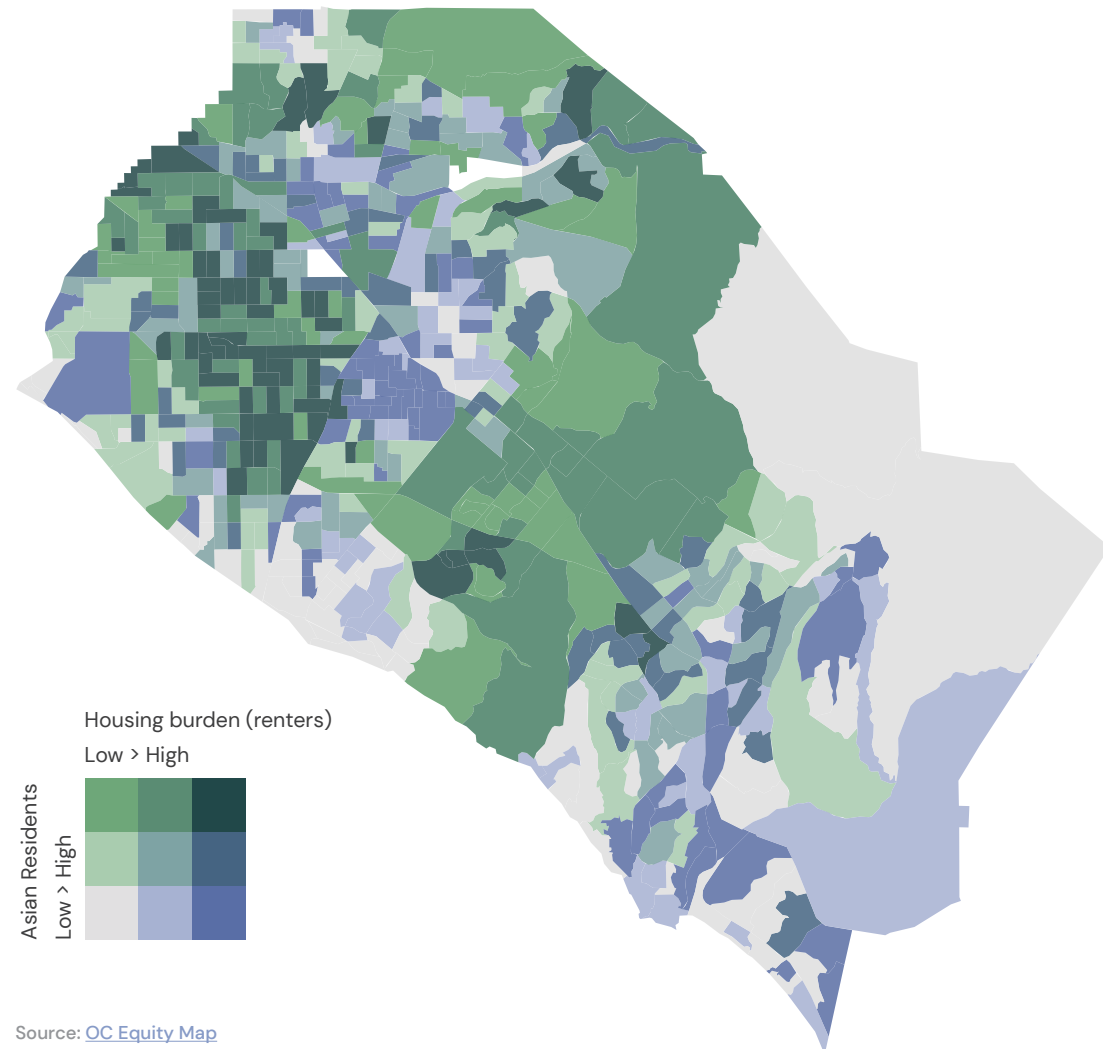 Housing burden (renters)
Low > High
Asian Residents
Low > High
Source: OC Equity Map